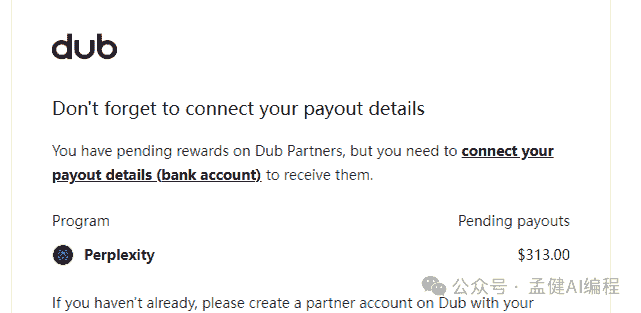 dub
Don't forget to connect your payout details
You have pending rewards on Dub Partners, but you need to connect your
payout details (bank account) to receive them.
Program Pending payouts
Perplexity $313.00
公众号 · 孟健AI编程
If you haven't already, please create a partner account on Dub with your